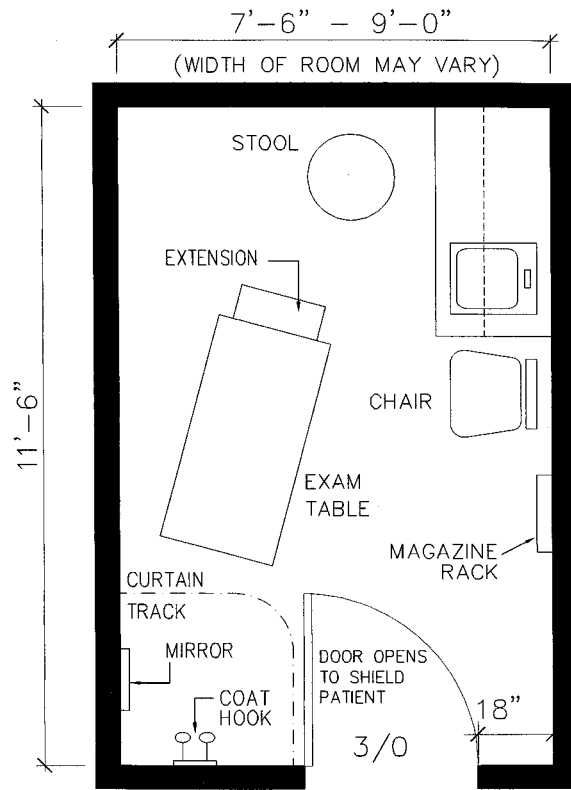 7'-6" - 9'-0"
(WIDTH OF ROOM MAY VARY)
STOOL
EXTENSION
11'-6"
CHAIR
EXAM
TABLE
MAGAZINE
RACK
CURTAIN
TRACK
MIRROR
DOOR OPENS
TO SHIELD
PATIENT
COAT
HOOK
18"
3/0